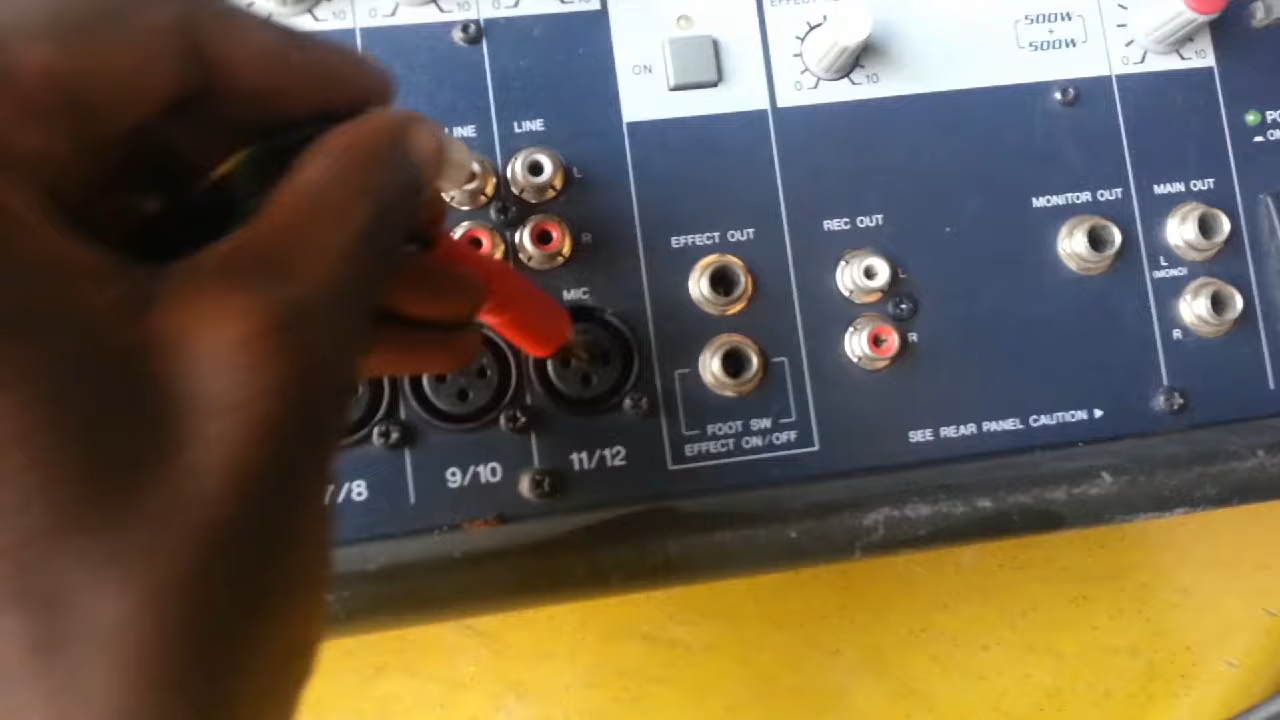 10
0
10
0
10
ON
0
10
500W
+
500W
0
10
LINE
LINE
L
R
MIC
EFFECT OUT
REC OUT
L
R
MONITOR OUT
MAIN OUT
L
(MONO)
R
FOOT SW
EFFECT ON/OFF
SEE REAR PANEL CAUTION ▶
7/8
9/10
11/12